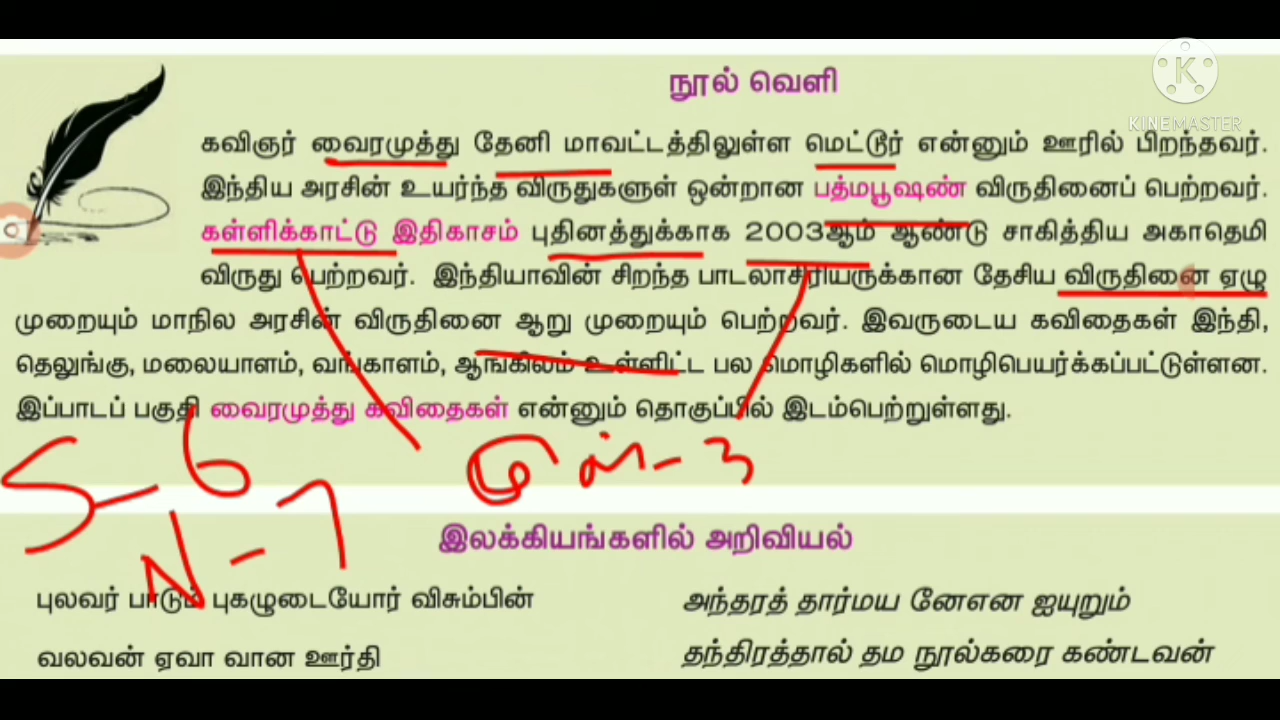 KINEMASTER
நூல் வெளி
கவிஞர் வைரமுத்து தேனி மாவட்டத்திலுள்ள மெட்டூர் என்னும் ஊரில் பிறந்தவர்.
இந்திய அரசின் உயர்ந்த விருதுகளுள் ஒன்றான பத்மபூஷண் விருதினைப் பெற்றவர்.
கள்ளிக்காட்டு இதிகாசம் புதினத்துக்காக 2003ஆம் ஆண்டு சாகித்திய அகாதெமி
விருது பெற்றவர். இந்தியாவின் சிறந்த பாடலாசிரியருக்கான தேசிய விருதினை ஏழு
முறையும் மாநில அரசின் விருதினை ஆறு முறையும் பெற்றவர். இவருடைய கவிதைகள் இந்தி,
தெலுங்கு, மலையாளம், வங்காளம், ஆங்கிலம் உள்ளிட்ட பல மொழிகளில் மொழிபெயர்க்கப்பட்டுள்ளன.
இப்பாடப் பகுதி வைரமுத்து கவிதைகள் என்னும் தொகுப்பில் இடம்பெற்றுள்ளது.
S-6
N-7
இலக்கியங்களில் அறிவியல்
புலவர் பாடும் புகழுடையோர் விசும்பின்
வலவன் ஏவா வான ஊர்தி
அந்தரத் தார்மய னேஎன ஐயுறும்
தந்திரத்தால் தம நூல்கரை கண்டவன்